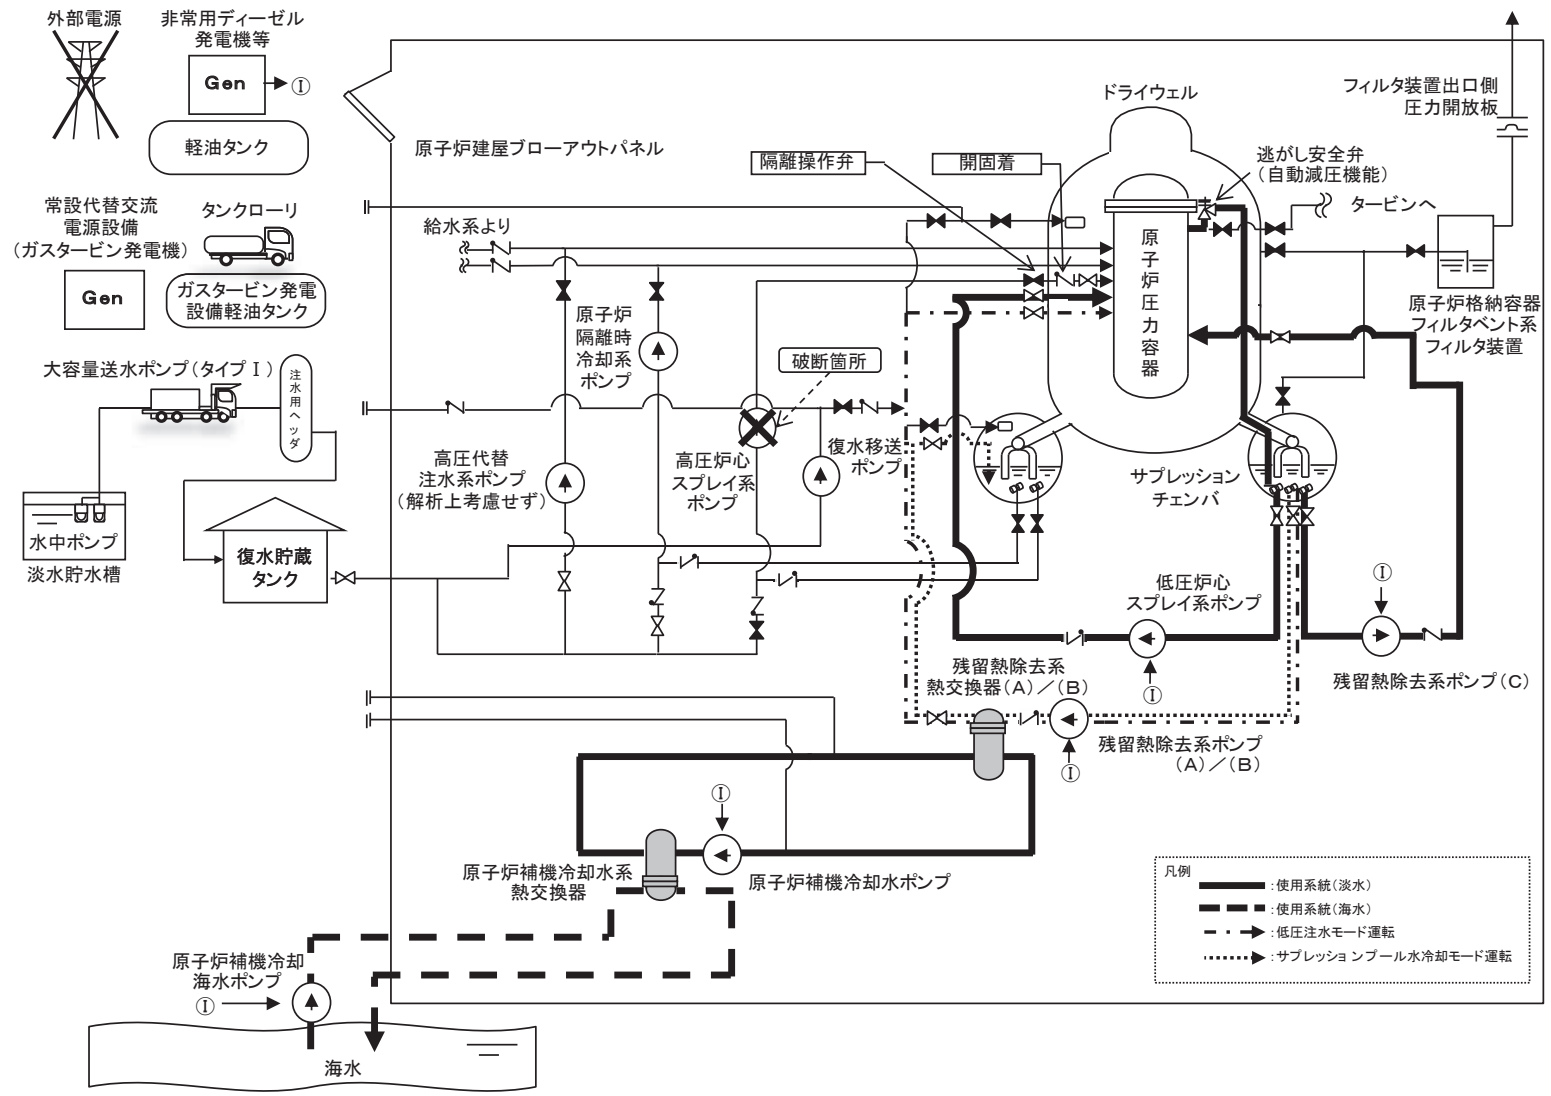 外部電源
非常用ディーゼル
発電機等
Gen
Ⓘ
軽油タンク
原子炉建屋ブローアウトパネル
常設代替交流
電源設備
(ガスタービン発電機)
Gen
タンクローリ
ガスタービン発電
設備軽油タンク
大容量送水ポンプ(タイプⅠ)
注水用ヘッダ
水中ポンプ
淡水貯水槽
復水貯蔵
タンク
給水系より
原子炉
隔離時
冷却系
ポンプ
高圧代替
注水系ポンプ
(解析上考慮せず)
破断箇所
高圧炉心
スプレイ系
ポンプ
復水移送
ポンプ
隔離操作弁
開固着
ドライウェル
原子炉圧力容器
逃がし安全弁
(自動減圧機能)
タービンへ
フィルタ装置出口側
圧力開放板
原子炉格納容器
フィルタベント系
フィルタ装置
サプレッション
チェンバ
低圧炉心
スプレイ系ポンプ
Ⓘ
Ⓘ
残留熱除去系ポンプ(C)
残留熱除去系
熱交換器(A)/(B)
残留熱除去系ポンプ
(A)/(B)
Ⓘ
Ⓘ
原子炉補機冷却水系
熱交換器
原子炉補機冷却水ポンプ
原子炉補機冷却
海水ポンプ
Ⓘ
海水
凡例
:使用系統(淡水)
:使用系統(海水)
:低圧注水モード運転
:サプレッションプール水冷却モード運転